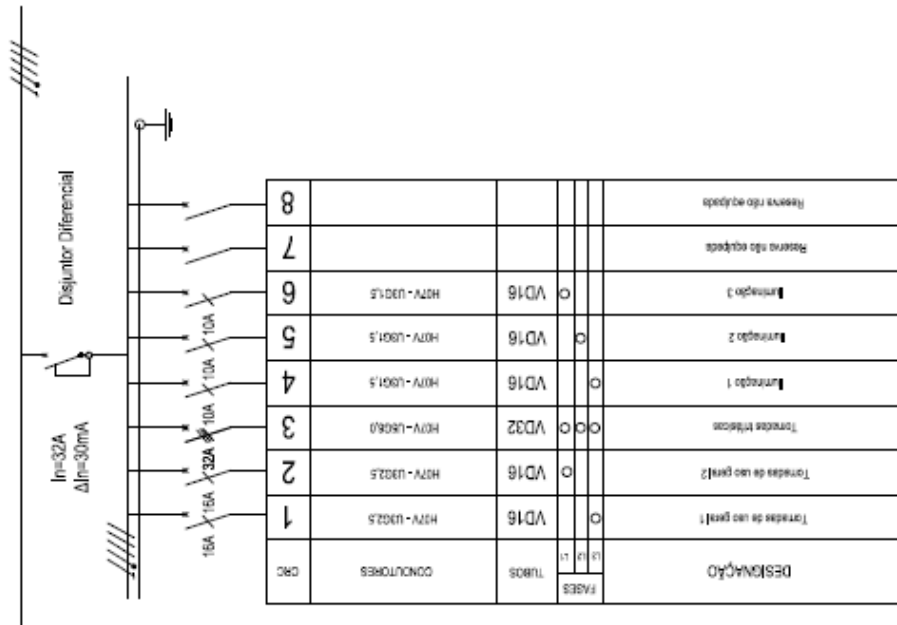 Disjuntor Diferencial
In=32A
ΔIn=30mA
16A
16A
32A
10A
10A
10A
8 Reserva não equipada
7 Reserva não equipada
6 H07V - U3G1,5 VD16 Iluminação 3
5 H07V - U3G1,5 VD16 Iluminação 2
4 H07V - U3G1,5 VD16 Iluminação 1
3 H07V - U5G6,0 VD32 Tomadas trifásicas
2 H07V - U3G2,5 VD16 Tomadas de uso geral 2
1 H07V - U3G2,5 VD16 Tomadas de uso geral 1
CRC CONDUTORES TUBOS FASES L1 L2 L3 DESIGNAÇÃO